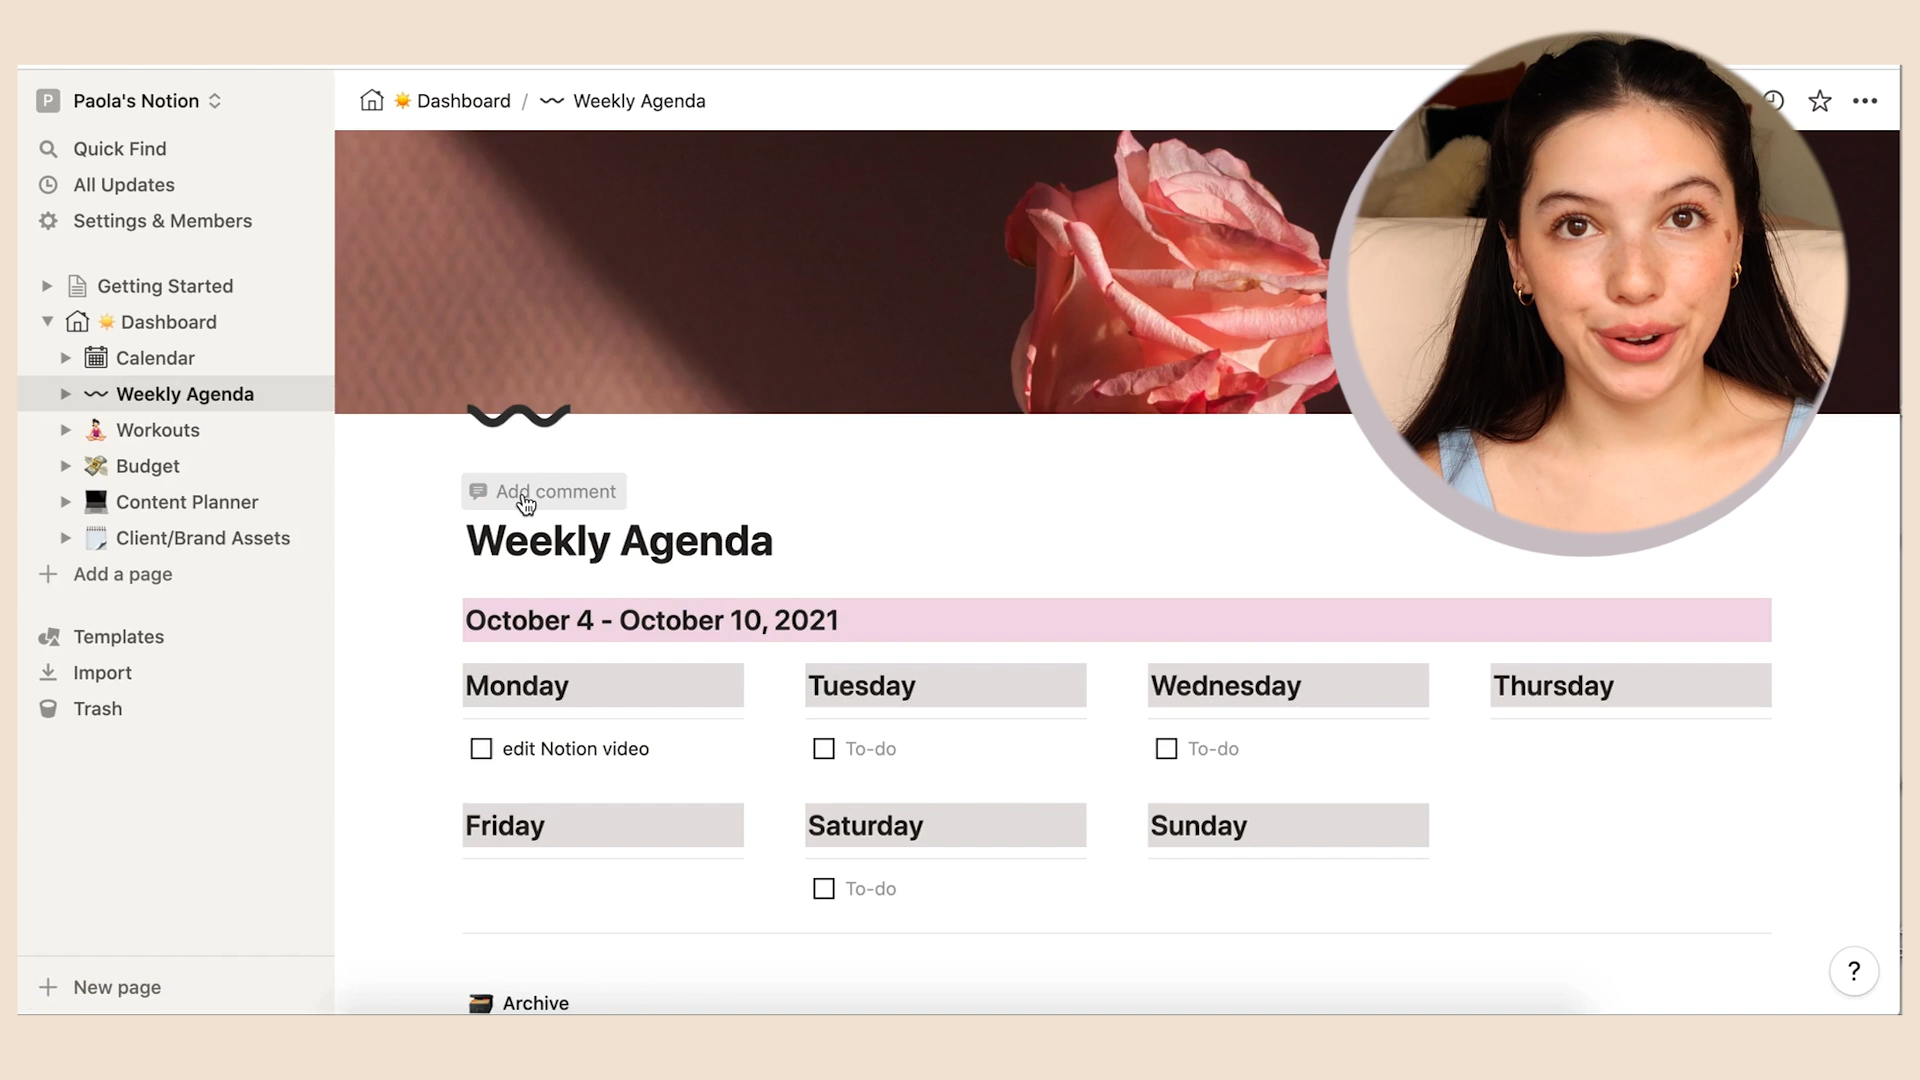 P Paola's Notion
Quick Find
All Updates
Settings & Members
Getting Started
Dashboard
Calendar
Weekly Agenda
Workouts
Budget
Content Planner
Client/Brand Assets
Add a page
Templates
Import
Trash
New page
Dashboard / Weekly Agenda
Add comment
Weekly Agenda
October 4 - October 10, 2021
Monday
edit Notion video
Tuesday
To-do
Wednesday
To-do
Thursday
Friday
Saturday
To-do
Sunday
Archive
?